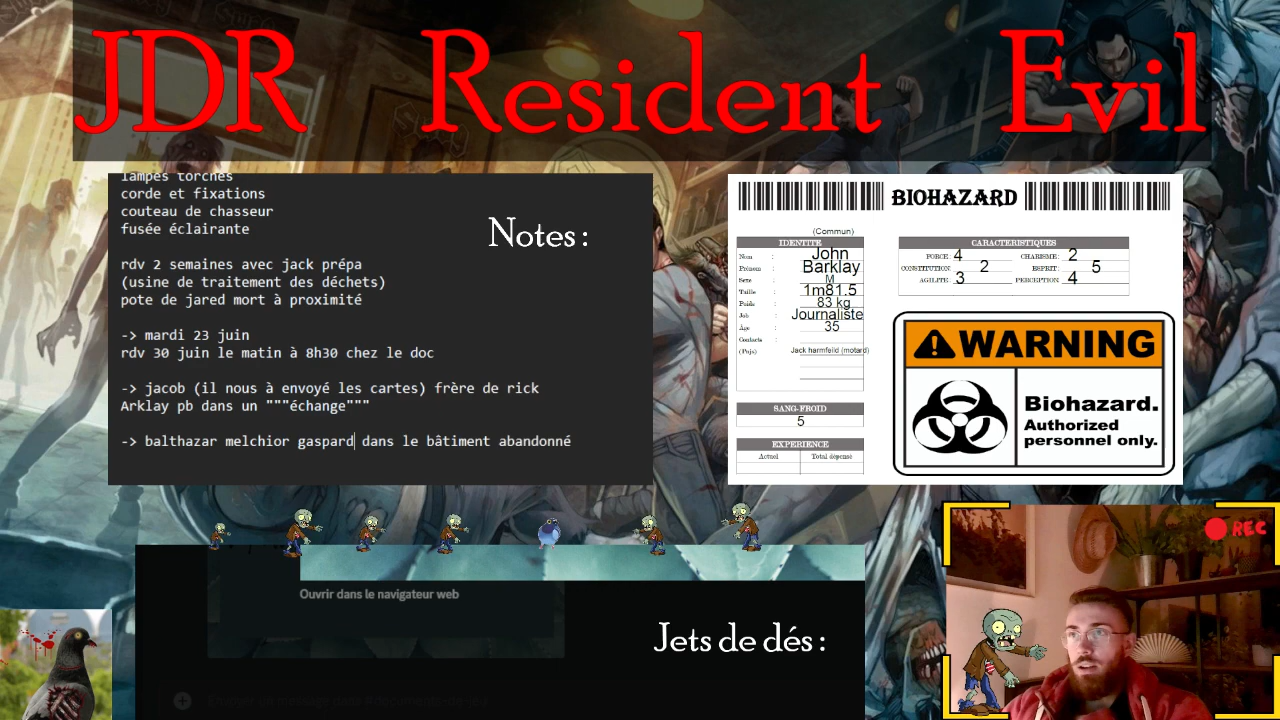 JDR Resident Evil
lampes torches
corde et fixations
couteau de chasseur
fusée éclairante
Notes :
rdv 2 semaines avec jack prépa
(usine de traitement des déchets)
pote de jared mort à proximité
-> mardi 23 juin
rdv 30 juin le matin à 8h30 chez le doc
-> jacob (il nous à envoyé les cartes) frère de rick
Arklay pb dans un """échange"""
-> balthazar melchior gaspard dans le bâtiment abandonné
BIOHAZARD
(Commun)
IDENTITE
Nom : John
Prénom : Barklay
Sexe : M
Taille : 1m81.5
Poids : 83 kg
Job : Journaliste
Âge : 35
Contacts :
(Pnjs) Jack harmfeild (motard)
SANG-FROID
5
EXPERIENCE
Actuel Total dépensé
CARACTERISTIQUES
FORCE : 4 CHARISME : 2
CONSTITUTION : 2 ESPRIT : 5
AGILITE : 3 PERCEPTION : 4
WARNING
Biohazard.
Authorized
personnel only.
Ouvrir dans le navigateur web
Jets de dés :
REC